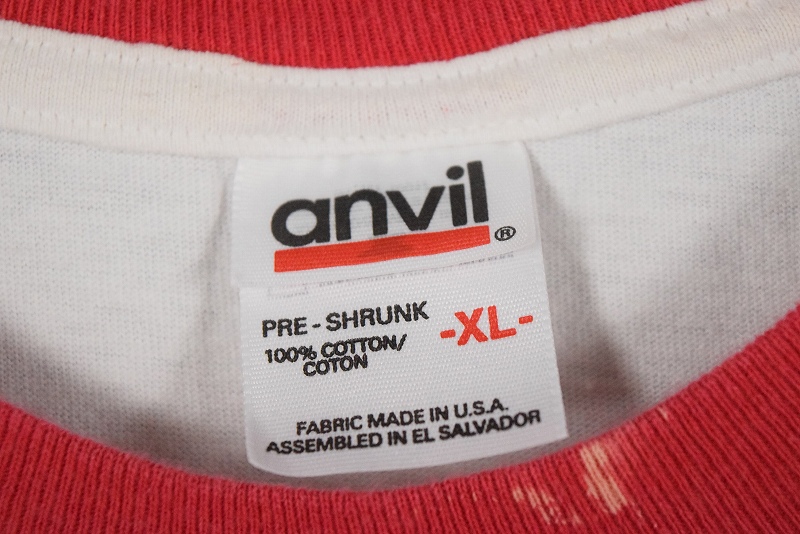 anvil®
PRE - SHRUNK
-XL-
100% COTTON/
COTON
FABRIC MADE IN U.S.A.
ASSEMBLED IN EL SALVADOR